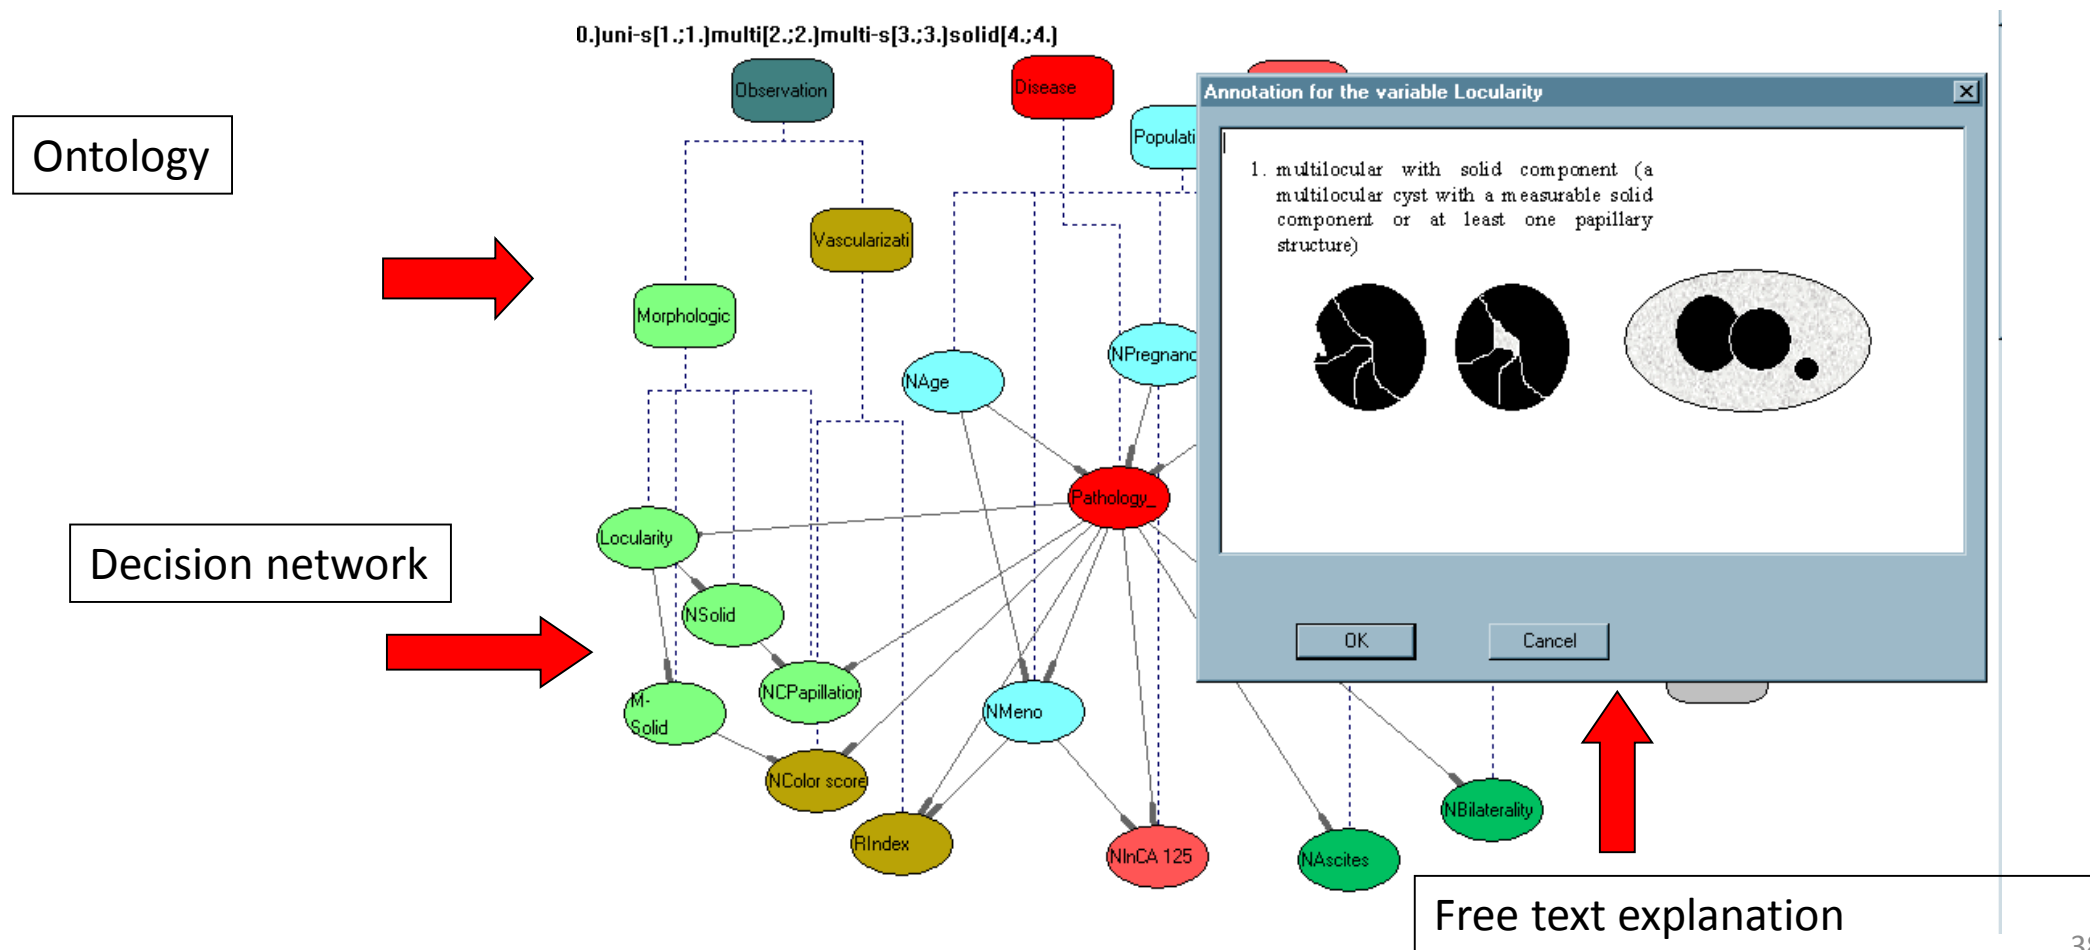 0.)uni-s[1.;1.)multi[2.;2.)multi-s[3.;3.)solid[4.;4.)
Observation
Disease
Annotation for the variable Locularity
Populati
Ontology
1. multilocular with solid component (a
multilocular cyst with a measurable solid
component or at least one papillary
structure)
Vascularizati
Morphologic
NPregnanc
NAge
Pathology_
Locularity
Decision network
NSolid
OK
Cancel
NCPapillation
M-
Solid
NMeno
NColor score
NBilaterality
RIndex
NInCA 125
NAscites
Free text explanation